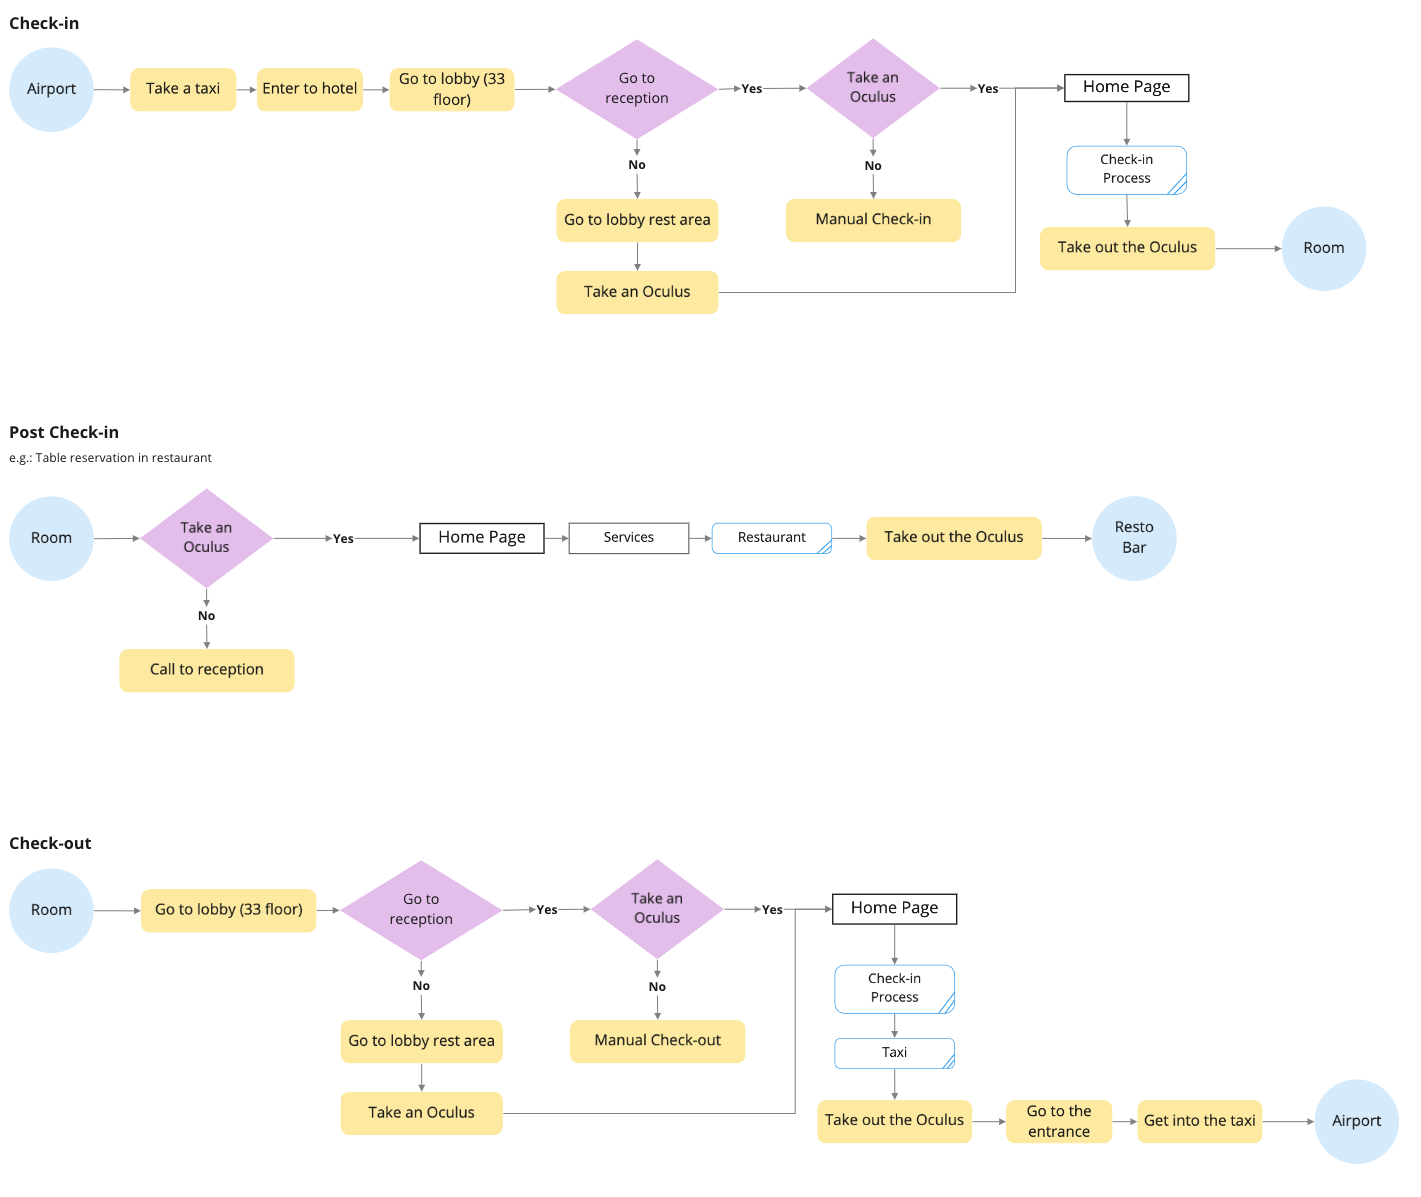 Check-in
Airport
Take a taxi
Enter to hotel
Go to lobby (33
floor)
Go to
reception
Yes
Take an
Oculus
Yes
Home Page
No
No
Check-in
Process
Go to lobby rest area
Manual Check-in
Take out the Oculus
Room
Take an Oculus
Post Check-in
e.g.: Table reservation in restaurant
Room
Take an
Oculus
Yes
Home Page
Services
Restaurant
Take out the Oculus
Resto
Bar
No
Call to reception
Check-out
Room
Go to lobby (33 floor)
Go to
reception
Yes
Take an
Oculus
Yes
Home Page
No
No
Check-in
Process
Go to lobby rest area
Manual Check-out
Taxi
Take an Oculus
Take out the Oculus
Go to the
entrance
Get into the taxi
Airport